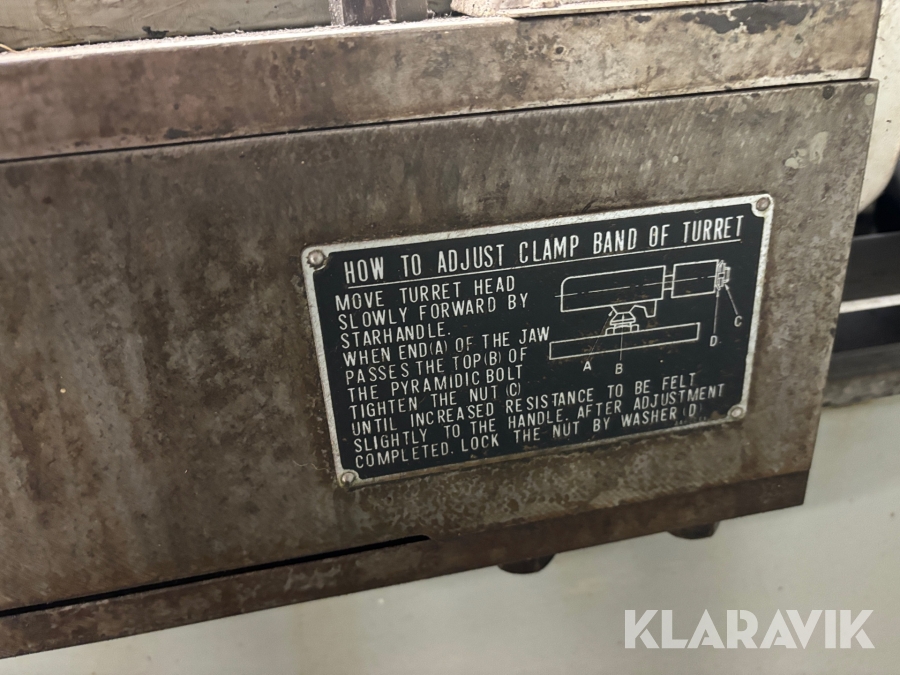 HOW TO ADJUST CLAMP BAND OF TURRET
MOVE TURRET HEAD
SLOWLY FORWARD BY
STARHANDLE.
WHEN END(A) OF THE JAW
PASSES THE TOP(B) OF
THE PYRAMIDIC BOLT
TIGHTEN THE NUT (C)
UNTIL INCREASED RESISTANCE TO BE FELT
SLIGHTLY TO THE HANDLE. AFTER ADJUSTMENT
COMPLETED. LOCK THE NUT BY WASHER (D)
A B D C
KLARAVIK